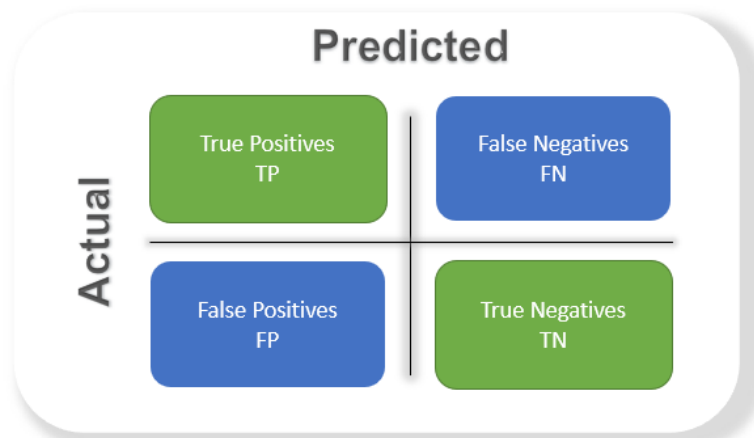 Predicted
Actual
True Positives
TP
False Negatives
FN
False Positives
FP
True Negatives
TN